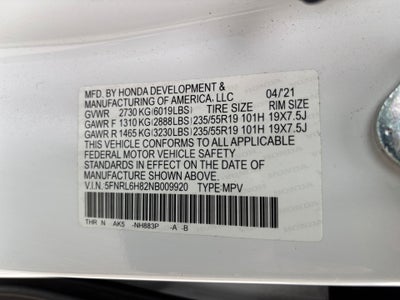 MFD. BY HONDA DEVELOPMENT & 04/'21
MANUFACTURING OF AMERICA, LLC
GVWR 2730 KG(6019LBS) TIRE SIZE RIM SIZE
GAWR F 1310 KG(2888LBS) 235/55R19 101H 19X7.5J
GAWR R 1465 KG(3230LBS) 235/55R19 101H 19X7.5J
THIS VEHICLE CONFORMS TO ALL APPLICABLE
FEDERAL MOTOR VEHICLE SAFETY
STANDARDS IN EFFECT ON THE DATE OF
MANUFACTURE SHOWN ABOVE.
V.I.N.:5FNRL6H82NB009920 TYPE:MPV
THR N AK5 -NH883P -A -B